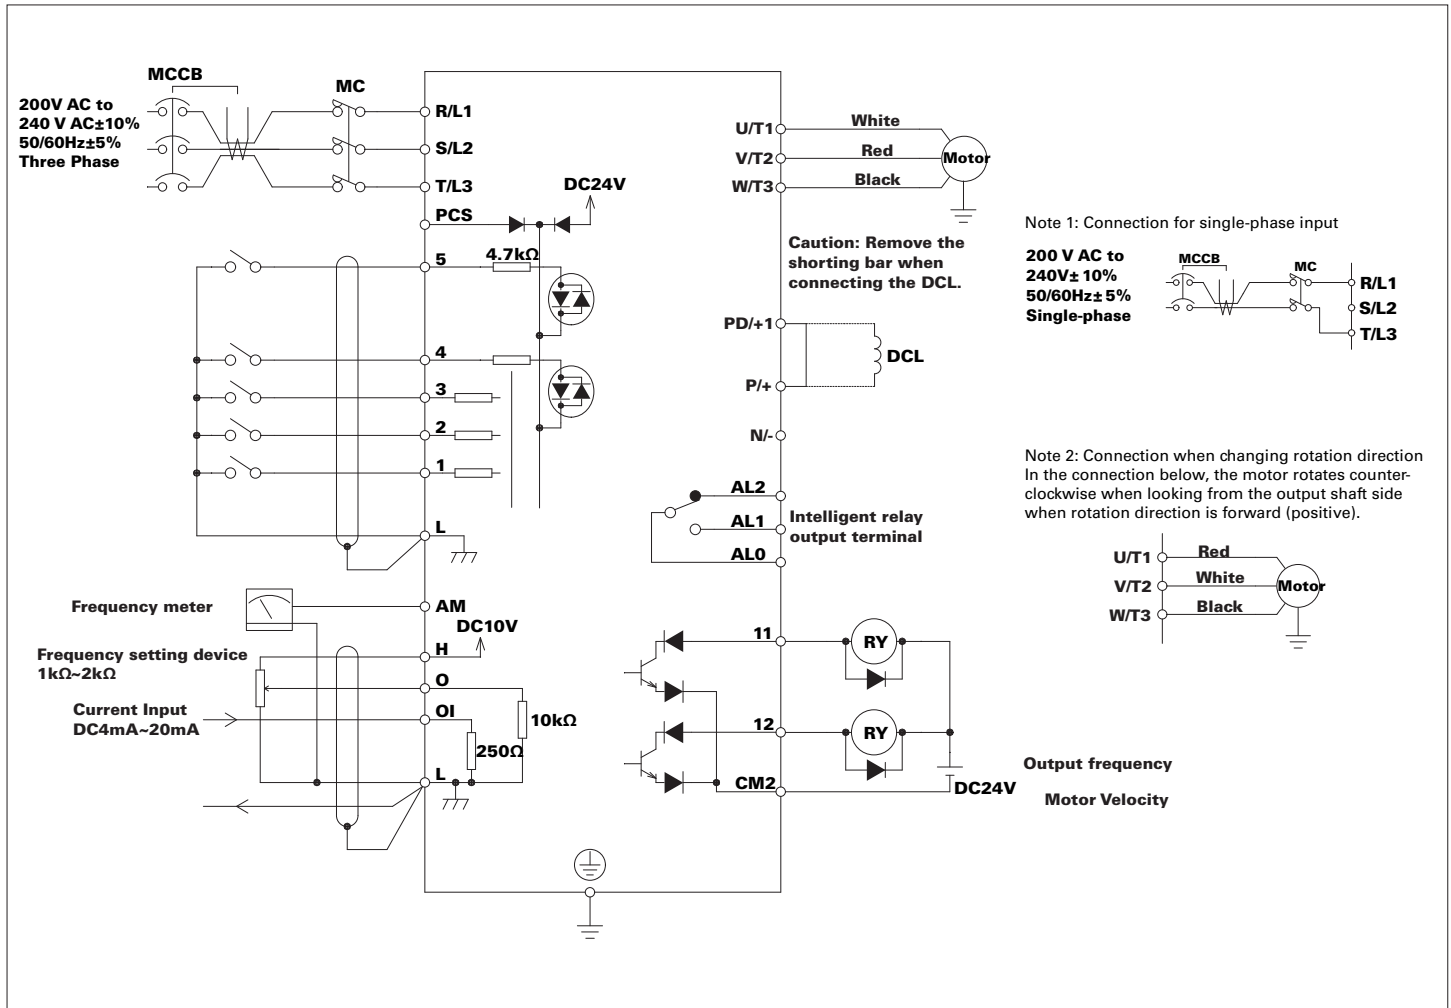 MCCB
MC
200V AC to
240 V AC±10%
50/60Hz±5%
Three Phase
R/L1
S/L2
T/L3
PCS
DC24V
5
4.7kΩ
4
3
2
1
L
Frequency meter
AM
DC10V
Frequency setting device
1kΩ~2kΩ
H
O
Current Input
DC4mA~20mA
OI
10kΩ
250Ω
L
U/T1
White
V/T2
Red
W/T3
Black
Motor
Caution: Remove the
shorting bar when
connecting the DCL.
PD/+1
DCL
P/+
N/-
AL2
AL1
AL0
Intelligent relay
output terminal
11
RY
12
RY
CM2
DC24V
Output frequency
Motor Velocity
Note 1: Connection for single-phase input
200 V AC to
240V± 10%
50/60Hz± 5%
Single-phase
MCCB
MC
R/L1
S/L2
T/L3
Note 2: Connection when changing rotation direction
In the connection below, the motor rotates counter-
clockwise when looking from the output shaft side
when rotation direction is forward (positive).
U/T1
Red
V/T2
White
W/T3
Black
Motor